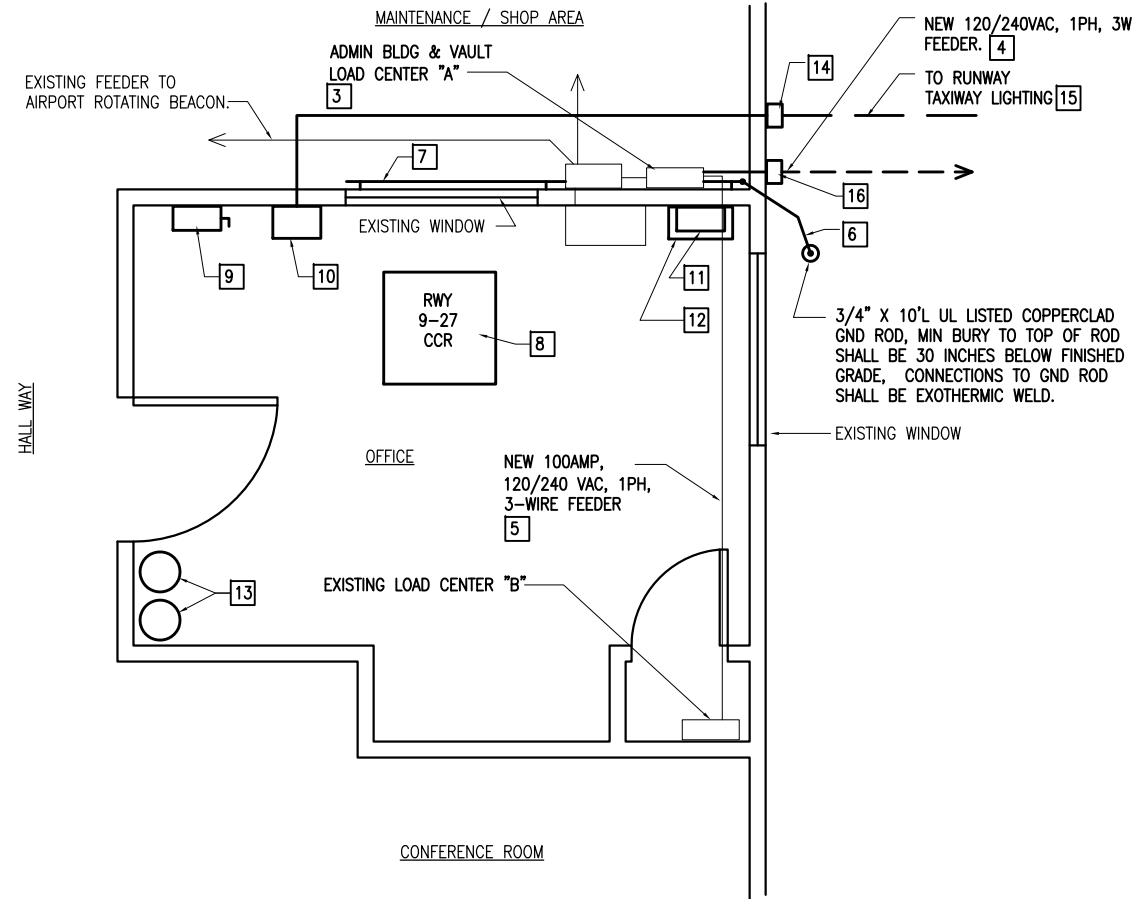 MAINTENANCE / SHOP AREA
ADMIN BLDG & VAULT
LOAD CENTER "A"
3
EXISTING FEEDER TO
AIRPORT ROTATING BEACON.
NEW 120/240VAC, 1PH, 3W
FEEDER. 4
14
TO RUNWAY
TAXIWAY LIGHTING 15
7
16
EXISTING WINDOW
6
9
10
11
12
RWY
9-27
CCR
8
3/4" X 10'L UL LISTED COPPERCLAD
GND ROD, MIN BURY TO TOP OF ROD
SHALL BE 30 INCHES BELOW FINISHED
GRADE, CONNECTIONS TO GND ROD
SHALL BE EXOTHERMIC WELD.
HALL WAY
EXISTING WINDOW
OFFICE
NEW 100AMP,
120/240 VAC, 1PH,
3-WIRE FEEDER
5
EXISTING LOAD CENTER "B"
13
CONFERENCE ROOM